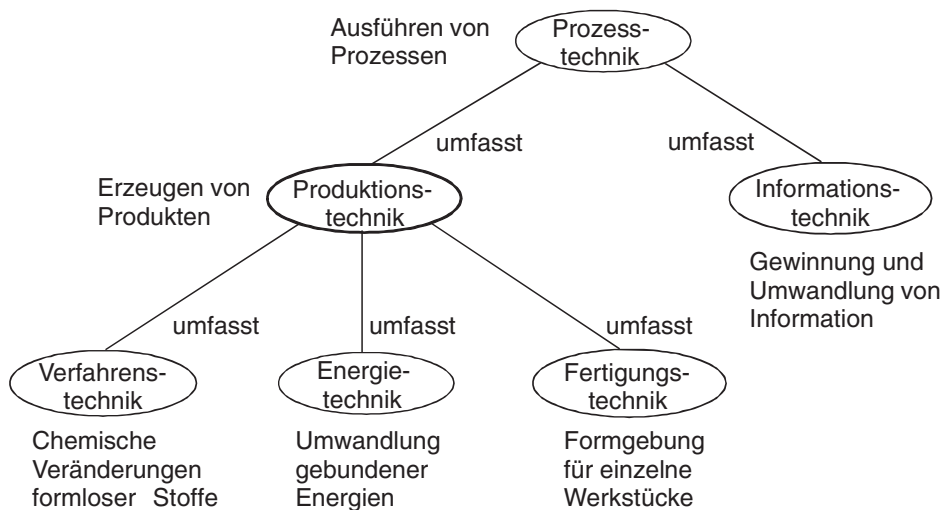 Ausführen von
Prozessen
Prozess-
technik
umfasst
umfasst
Erzeugen von
Produkten
Produktions-
technik
Informations-
technik
Gewinnung und
Umwandlung von
Information
umfasst
umfasst
umfasst
Verfahrens-
technik
Energie-
technik
Fertigungs-
technik
Chemische
Veränderungen
formloser Stoffe
Umwandlung
gebundener
Energien
Formgebung
für einzelne
Werkstücke